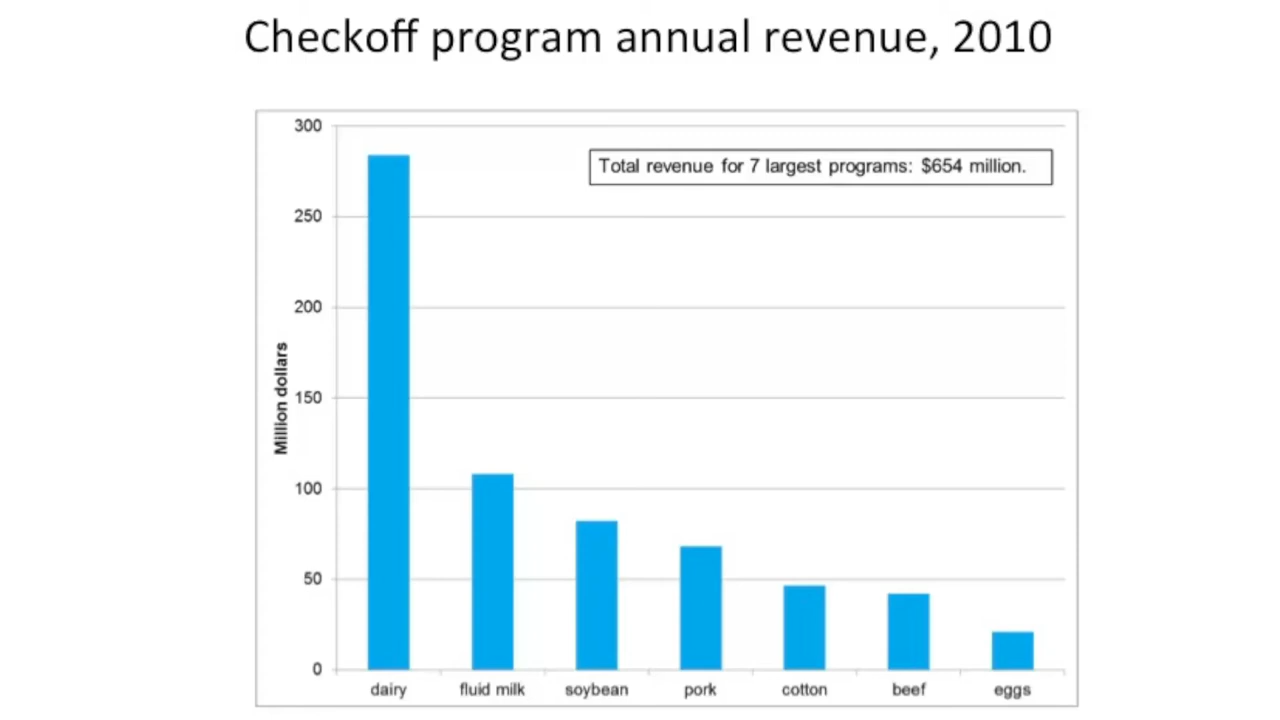 Checkoff program annual revenue, 2010
Total revenue for 7 largest programs: $654 million.
Million dollars
300
250
200
150
100
50
0
dairy fluid milk soybean pork cotton beef eggs